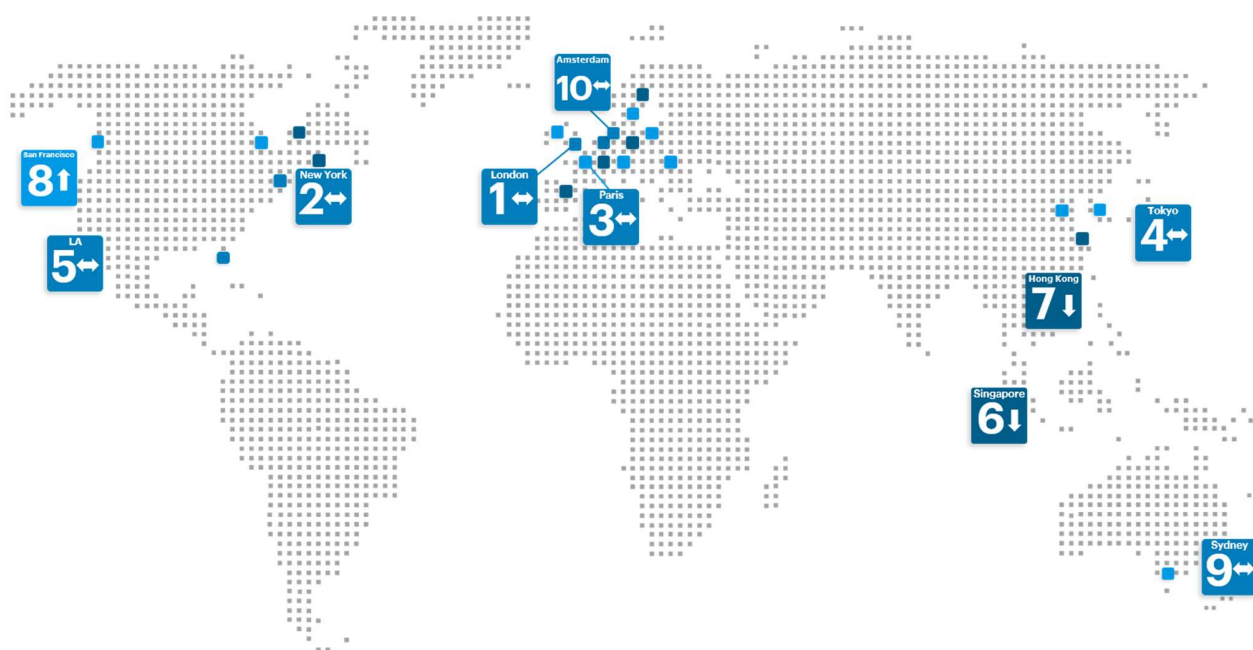 Amsterdam
10
San Francisco
8
New York
2
London
1
Paris
3
LA
5
Tokyo
4
Hong Kong
7
Singapore
6
Sydney
9